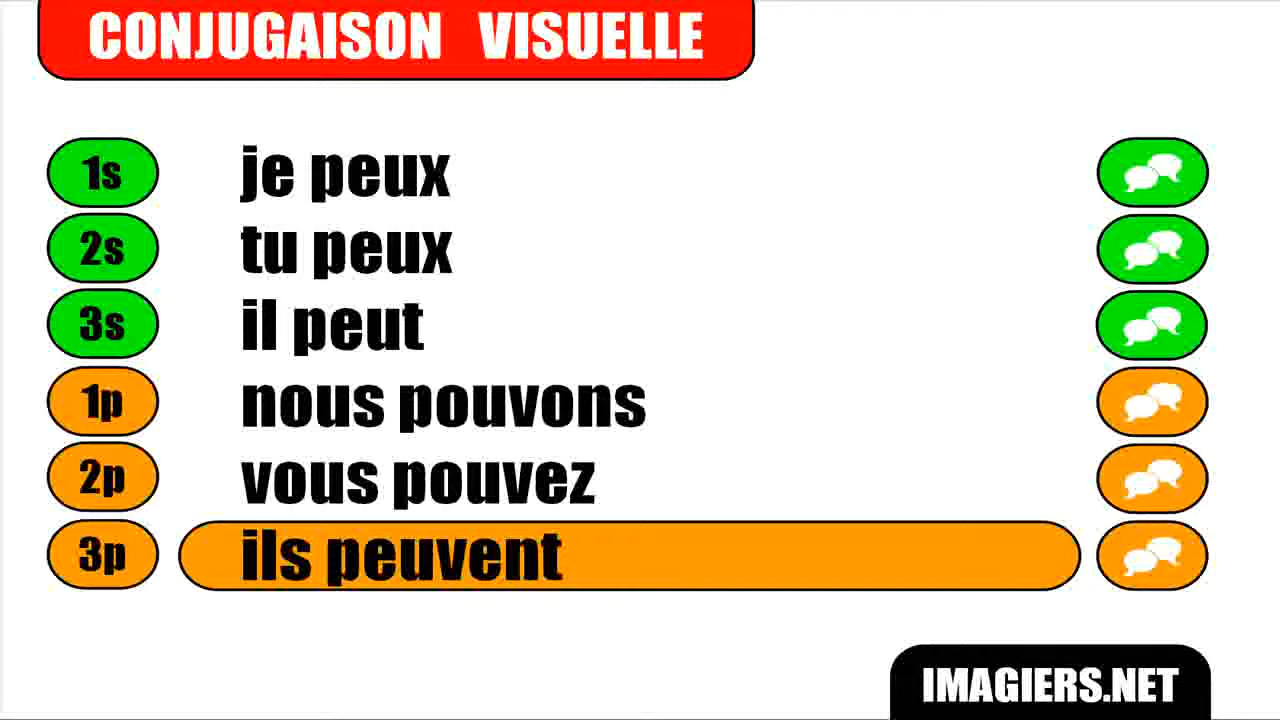 CONJUGAISON VISUELLE
1s je peux
2s tu peux
3s il peut
1p nous pouvons
2p vous pouvez
3p ils peuvent
IMAGIERS.NET